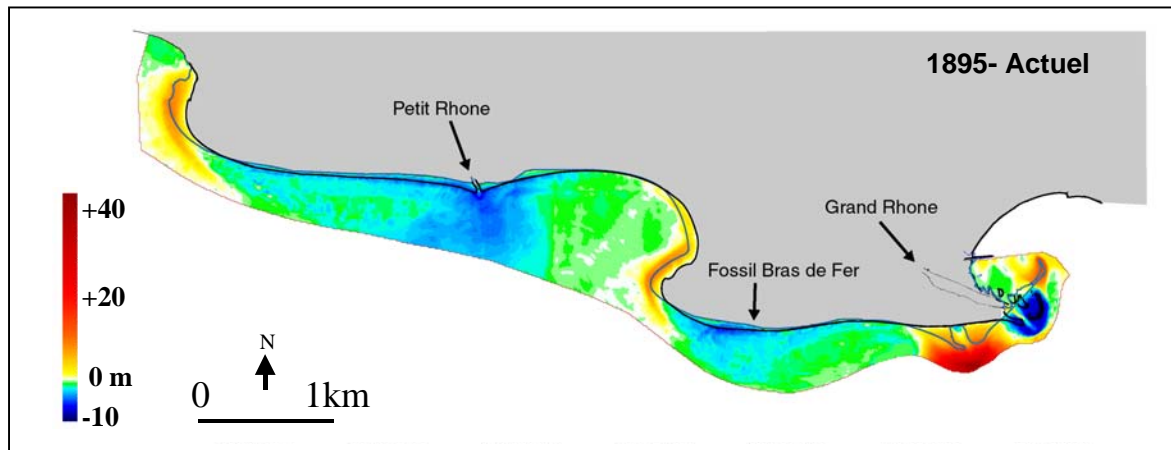 1895- Actuel
Petit Rhone
Grand Rhone
Fossil Bras de Fer
+40
+20
0 m
-10
N
0 1km